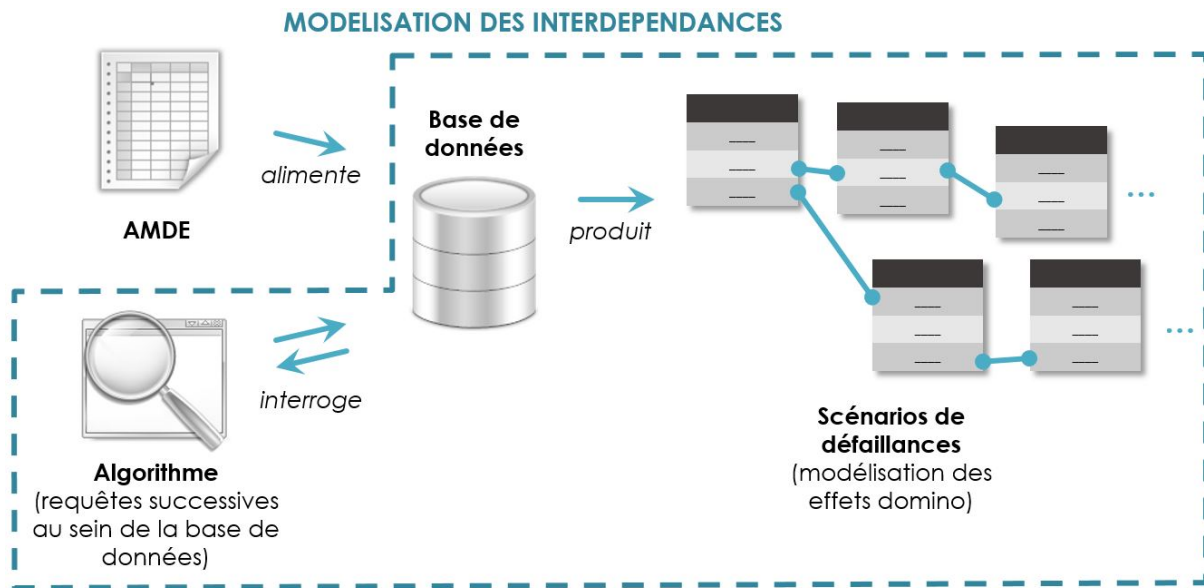 MODELISATION DES INTERDEPENDANCES
AMDE
alimente
Base de
données
produit
...
...
interroge
Algorithme
(requêtes successives
au sein de la base de
données)
Scénarios de
défaillances
(modélisation des
effets domino)